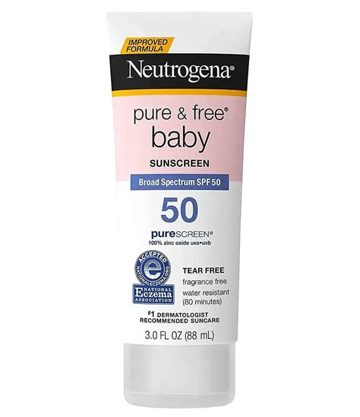 IMPROVED
FORMULA
Neutrogena®
pure & free®
baby
SUNSCREEN
Broad Spectrum SPF 50
50
pureSCREEN®
100% zinc oxide uva+uvb
ACCEPTED
NATIONAL
Eczema
ASSOCIATION
TEAR FREE
fragrance free
water resistant
(80 minutes)
#1 DERMATOLOGIST
RECOMMENDED SUNCARE
3.0 FL OZ (88 mL)